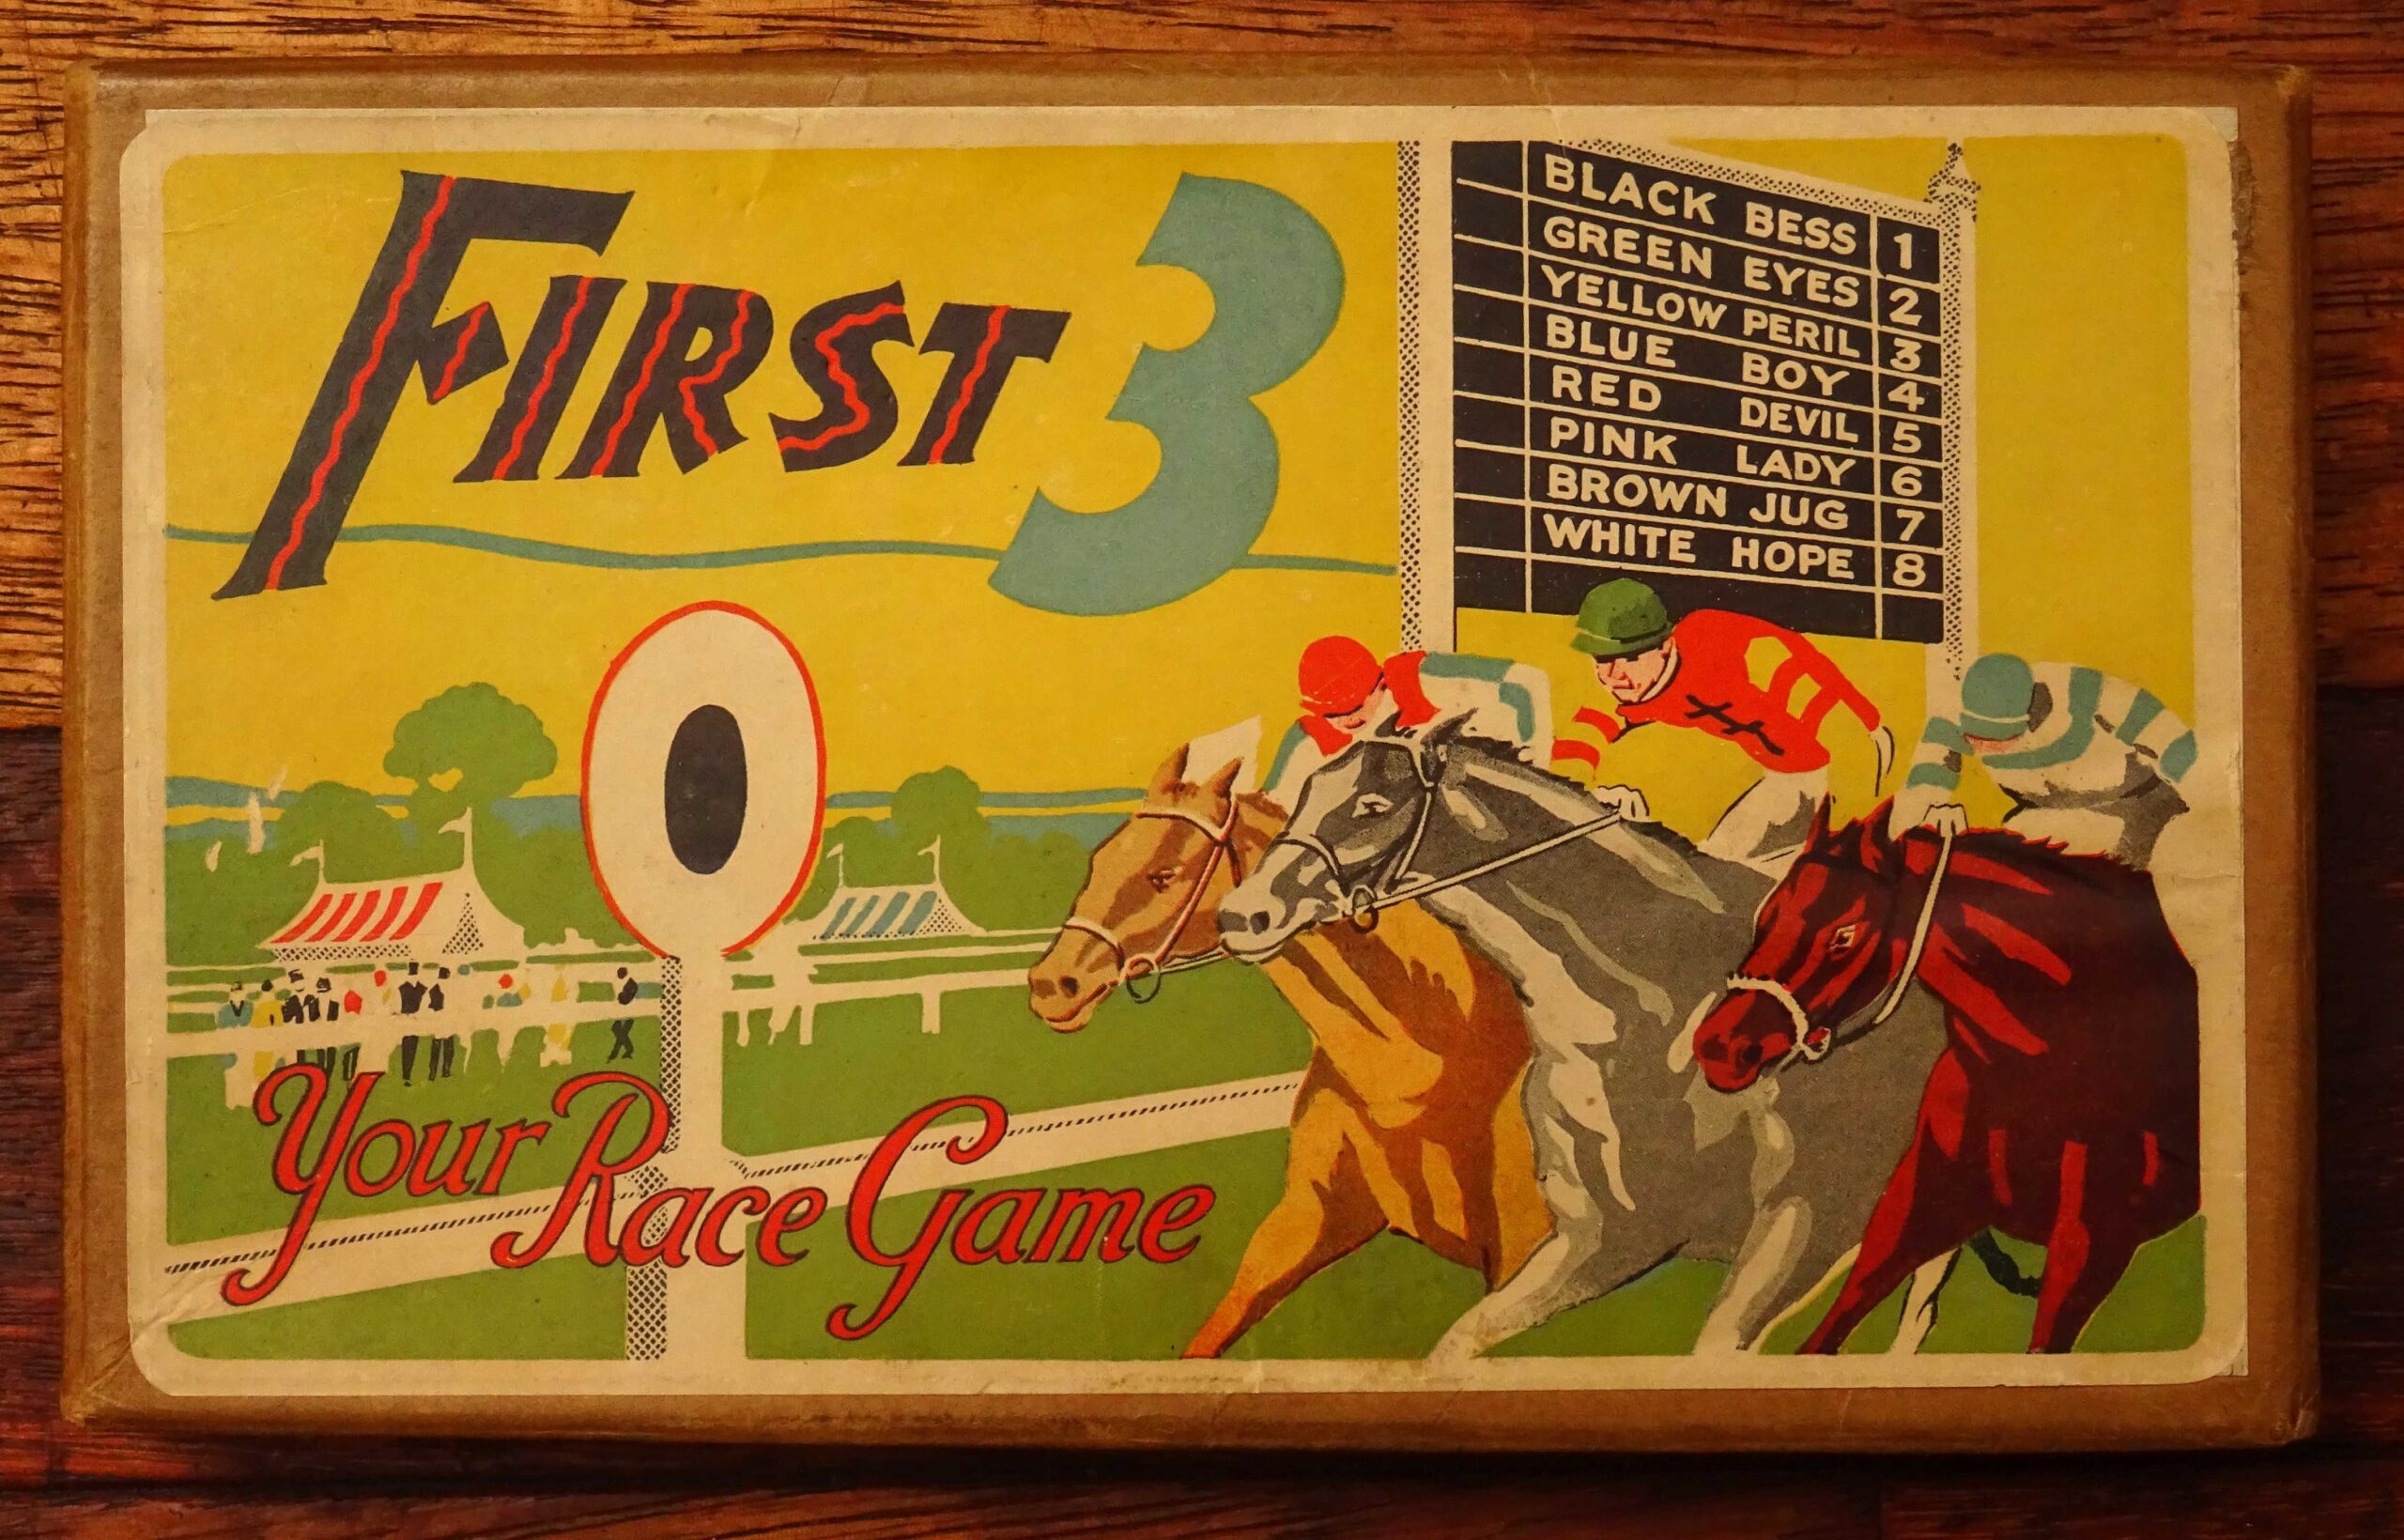 FIRST 3
BLACK BESS 1
GREEN EYES 2
YELLOW PERIL 3
BLUE BOY 4
RED DEVIL 5
PINK LADY 6
BROWN JUG 7
WHITE HOPE 8
Your Race Game